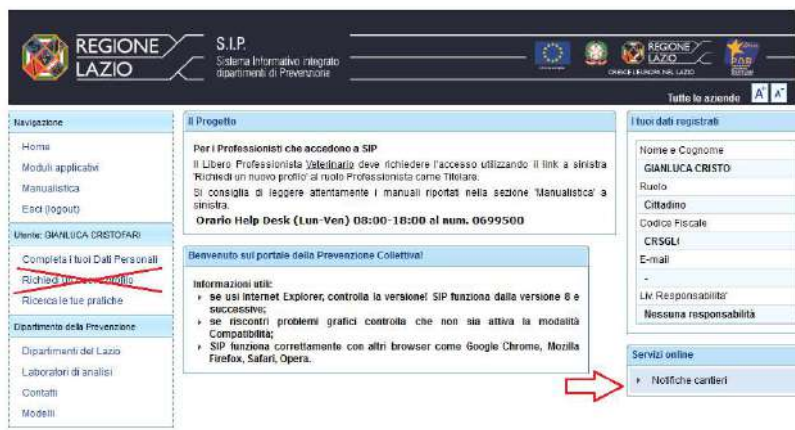 REGIONE
LAZIO
S.I.P.
Sistema Informativo integrato
dipartimenti di Prevenzione
REGIONE
LAZIO
Tutte le aziende A+ A-
Navigazione
Home
Moduli applicativi
Manualistica
Esci (logout)
Utente: GIANLUCA CRISTOFARI
Completa i tuoi Dati Personali
Richiedi un profilo
Ricerca le tue pratiche
Dipartimento della Prevenzione
Dipartimenti del Lazio
Laboratori di analisi
Contatti
Modelli
Il Progetto
Per i Professionisti che accedono a SIP
Il Libero Professionista Veterinario deve richiedere l'accesso utilizzando il link a sinistra
'Richiedi un nuovo profilo' al ruolo Professionista come Titolare.
Si consiglia di leggere attentamente i manuali riportati nella sezione 'Manualistica' a
sinistra.
Orario Help Desk (Lun-Ven) 08:00-18:00 al num. 0699500
Benvenuto sul portale della Prevenzione Collettiva!
Informazioni utili:
se usi Internet Explorer, controlla la versione! SIP funziona dalla versione 8 e
successive;
se riscontri problemi grafici controlla che non sia attiva la modalità
Compatibilità;
SIP funziona correttamente con altri browser come Google Chrome, Mozilla
Firefox, Safari, Opera.
I tuoi dati registrati
Nome e Cognome
GIANLUCA CRISTO
Ruolo
Cittadino
Codice Fiscale
CRSGL
E-mail
-
Liv. Responsabilita'
Nessuna responsabilità
Servizi online
Notifiche cantieri